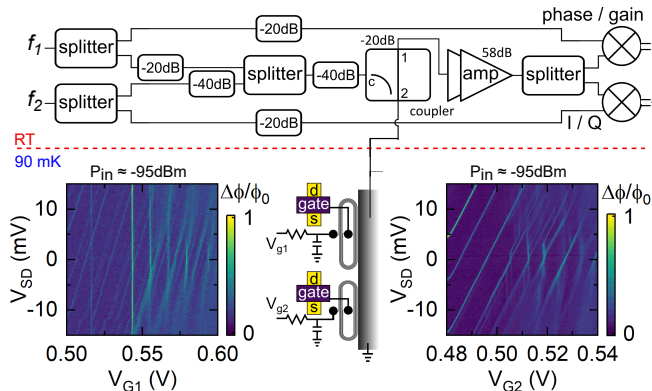 phase / gain
f1
splitter
-20dB
-20dB
58dB
-20dB
splitter
-40dB
1
amp
splitter
-40dB
c
f2
splitter
2
coupler
-20dB
I / Q
RT
90 mK
Pin ≈ -95dBm
Δϕ/ϕ0
1
0
VSD (mV)
10
0
-10
0.50
0.55
0.60
VG1 (V)
d
gate
s
Vg1
d
gate
s
Vg2
Pin ≈ -95dBm
Δϕ/ϕ0
1
0
VSD (mV)
10
0
-10
0.48
0.50
0.52
0.54
VG2 (V)